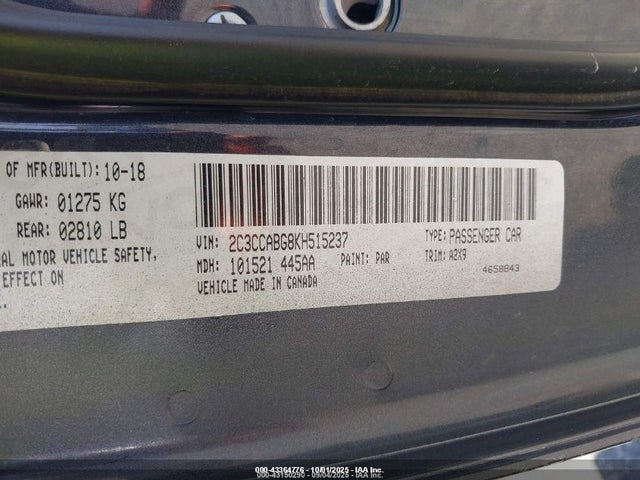 OF MFR(BUILT): 10-18
GAWR: 01275 KG
REAR: 02810 LB
MOTOR VEHICLE SAFETY,
EFFECT ON
VIN: 2C3CCABG8KH515237 TYPE: PASSENGER CAR
MDH: 101521 445AA PAINT: PAR TRIM: A2X9
VEHICLE MADE IN CANADA 4658843
000-43364776 - 10/01/2025 - IAA Inc.
000-43150290 - 09/04/2025 - IAA Inc.